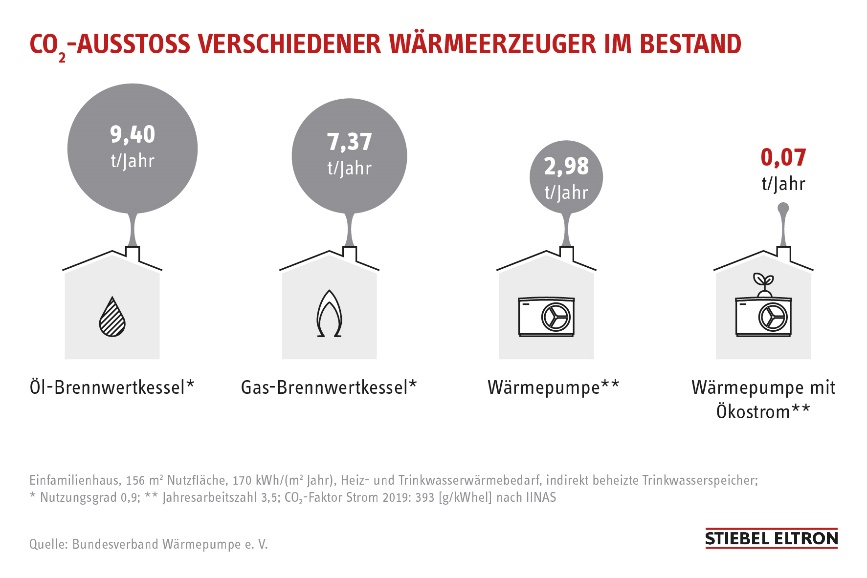 CO₂-AUSSTOSS VERSCHIEDENER WÄRMEERZEUGER IM BESTAND
9,40
t/Jahr
7,37
t/Jahr
2,98
t/Jahr
0,07
t/Jahr
Öl-Brennwertkessel*
Gas-Brennwertkessel*
Wärmepumpe**
Wärmepumpe mit
Ökostrom**
Einfamilienhaus, 156 m² Nutzfläche, 170 kWh/(m² Jahr), Heiz- und Trinkwasserwärmebedarf, indirekt beheizte Trinkwasserspeicher;
* Nutzungsgrad 0,9; ** Jahresarbeitszahl 3,5; CO₂-Faktor Strom 2019: 393 [g/kWhel] nach IINAS
Quelle: Bundesverband Wärmepumpe e. V.
STIEBEL ELTRON